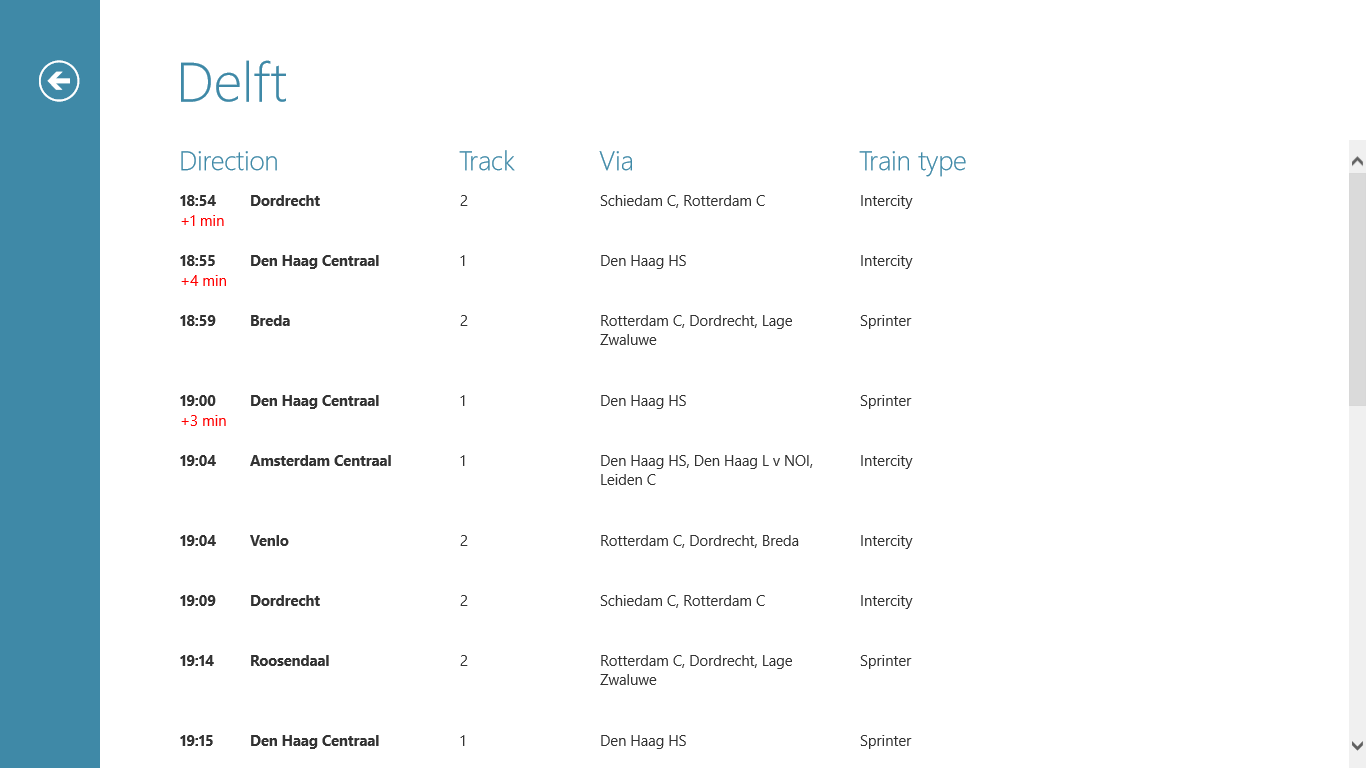 Delft
Direction Track Via Train type
18:54 Dordrecht 2 Schiedam C, Rotterdam C Intercity
+1 min
18:55 Den Haag Centraal 1 Den Haag HS Intercity
+4 min
18:59 Breda 2 Rotterdam C, Dordrecht, Lage Sprinter
Zwaluwe
19:00 Den Haag Centraal 1 Den Haag HS Sprinter
+3 min
19:04 Amsterdam Centraal 1 Den Haag HS, Den Haag L v NOI, Intercity
Leiden C
19:04 Venlo 2 Rotterdam C, Dordrecht, Breda Intercity
19:09 Dordrecht 2 Schiedam C, Rotterdam C Intercity
19:14 Roosendaal 2 Rotterdam C, Dordrecht, Lage Sprinter
Zwaluwe
19:15 Den Haag Centraal 1 Den Haag HS Sprinter